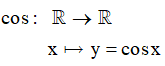 cos: ℝ → ℝ
x ↦ y = cosx